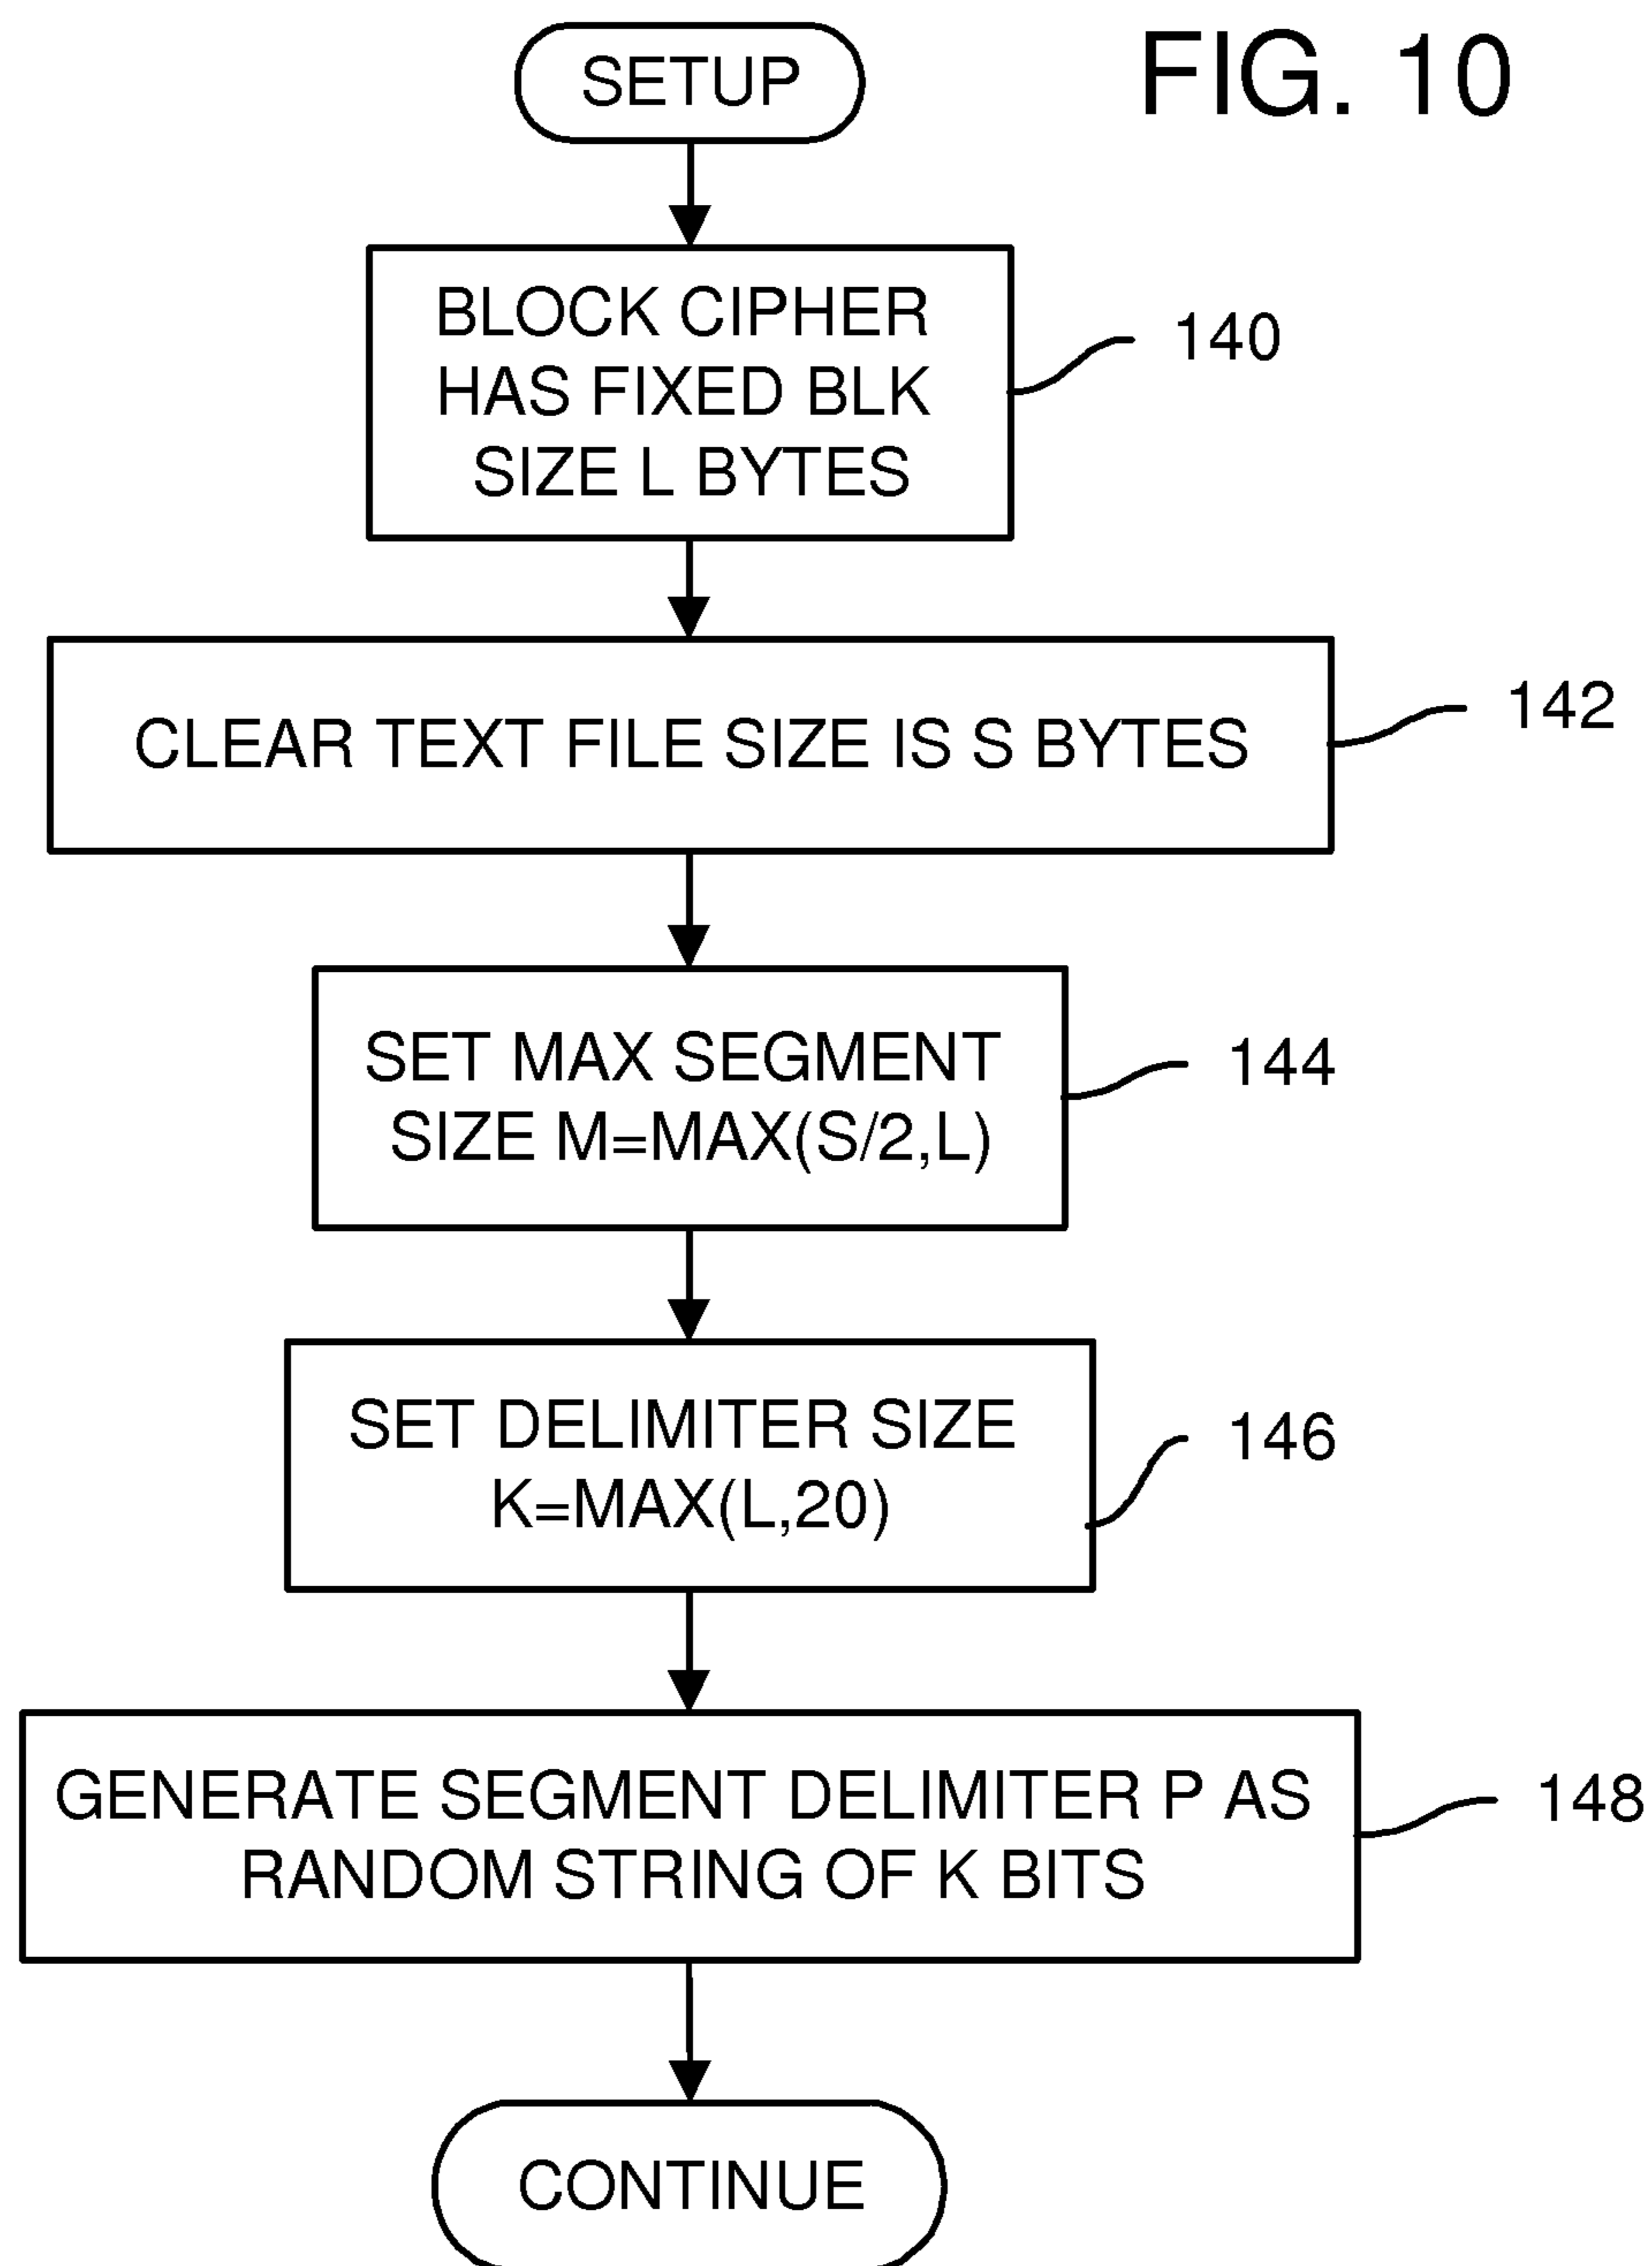 FIG. 10
SETUP
BLOCK CIPHER
HAS FIXED BLK
SIZE L BYTES
140
CLEAR TEXT FILE SIZE IS S BYTES
142
SET MAX SEGMENT
SIZE M=MAX(S/2,L)
144
SET DELIMITER SIZE
K=MAX(L,20)
146
GENERATE SEGMENT DELIMITER P AS
RANDOM STRING OF K BITS
148
CONTINUE